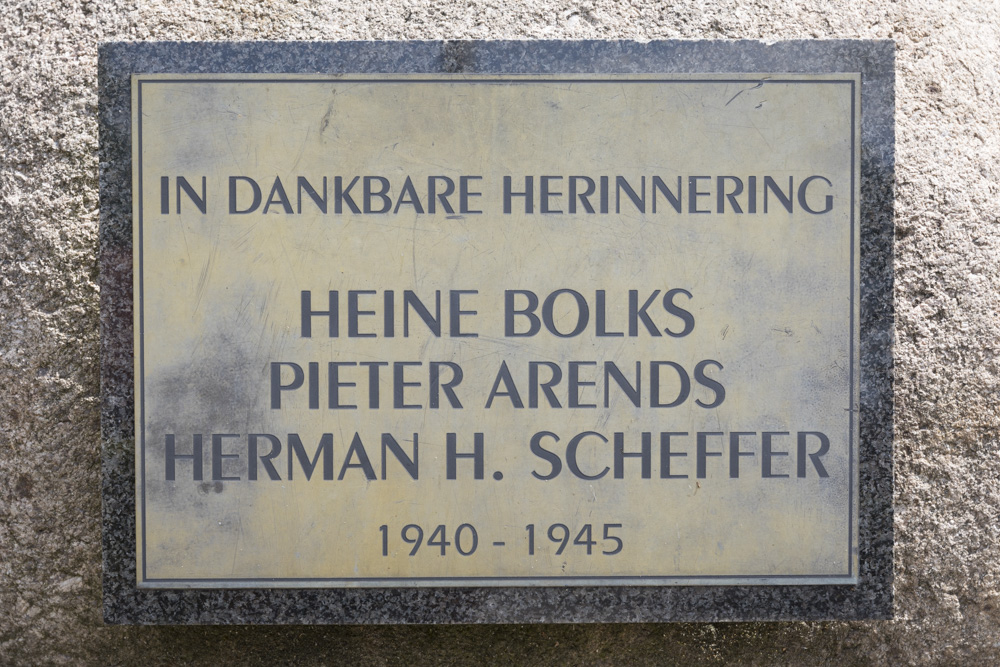 IN DANKBARE HERINNERING
HEINE BOLKS
PIETER ARENDS
HERMAN H. SCHEFFER
1940 - 1945